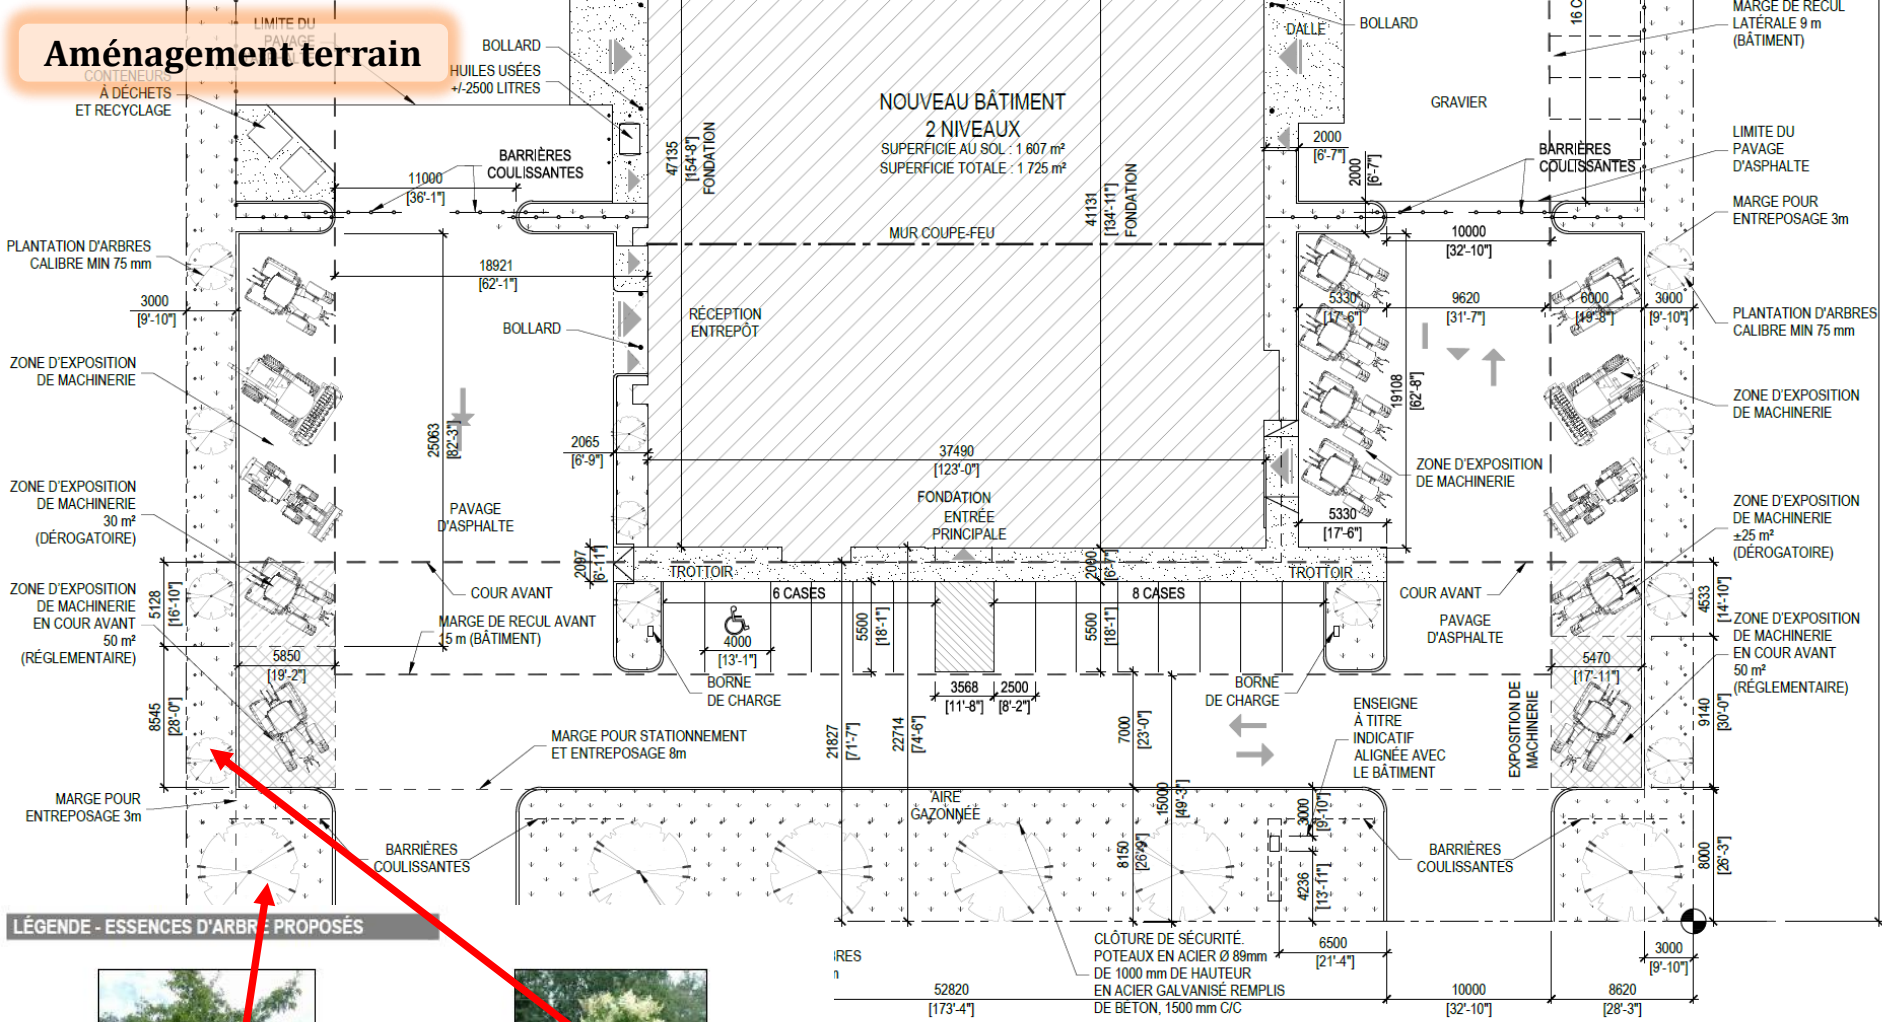 LIMITE DU
PAVAGE
Aménagement terrain
CONTENEURS
À DÉCHETS
ET RECYCLAGE
BOLLARD
HUILES USÉES
+/-2500 LITRES
BARRIÈRES
COULISSANTES
11000
[36'-1"]
47135
[154'-8"]
FONDATION
NOUVEAU BÂTIMENT
2 NIVEAUX
SUPERFICIE AU SOL : 1 607 m²
SUPERFICIE TOTALE : 1 725 m²
41131
[134'-11"]
FONDATION
MUR COUPE-FEU
DALLE
BOLLARD
GRAVIER
16 C
MARGE DE RECUL
LATÉRALE 9 m
(BÂTIMENT)
LIMITE DU
PAVAGE
D'ASPHALTE
2000
[6'-7"]
2000
[6'-7"]
BARRIÈRES
COULISSANTES
MARGE POUR
ENTREPOSAGE 3m
10000
[32'-10"]
PLANTATION D'ARBRES
CALIBRE MIN 75 mm
3000
[9'-10"]
18921
[62'-1"]
BOLLARD
RÉCEPTION
ENTREPÔT
5330
[17'-6"]
9620
[31'-7"]
6000
[19'-8"]
3000
[9'-10"]
PLANTATION D'ARBRES
CALIBRE MIN 75 mm
ZONE D'EXPOSITION
DE MACHINERIE
25063
[82'-3"]
2065
[6'-9"]
37490
[123'-0"]
19108
[62'-8"]
ZONE D'EXPOSITION
DE MACHINERIE
ZONE D'EXPOSITION
DE MACHINERIE
ZONE D'EXPOSITION
DE MACHINERIE
30 m²
(DÉROGATOIRE)
PAVAGE
D'ASPHALTE
FONDATION
ENTRÉE
PRINCIPALE
5330
[17'-6"]
ZONE D'EXPOSITION
DE MACHINERIE
±25 m²
(DÉROGATOIRE)
2097
[6'-11"]
TROTTOIR
2000
[6'-7"]
TROTTOIR
ZONE D'EXPOSITION
DE MACHINERIE
EN COUR AVANT
50 m²
(RÉGLEMENTAIRE)
5128
[16'-10"]
COUR AVANT
MARGE DE RECUL AVANT
15 m (BÂTIMENT)
6 CASES
8 CASES
4000
[13'-1"]
5500
[18'-1"]
5500
[18'-1"]
COUR AVANT
PAVAGE
D'ASPHALTE
4533
[14'-10"]
ZONE D'EXPOSITION
DE MACHINERIE
EN COUR AVANT
50 m²
(RÉGLEMENTAIRE)
5850
[19'-2"]
5470
[17'-11"]
8545
[28'-0"]
BORNE
DE CHARGE
3568
[11'-8"]
2500
[8'-2"]
BORNE
DE CHARGE
ENSEIGNE
À TITRE
INDICATIF
ALIGNÉE AVEC
LE BÂTIMENT
EXPOSITION DE
MACHINERIE
9140
[30'-0"]
MARGE POUR STATIONNEMENT
ET ENTREPOSAGE 8m
21827
[71'-7"]
22714
[74'-6"]
7000
[23'-0"]
15000
[49'-3"]
MARGE POUR
ENTREPOSAGE 3m
AIRE
GAZONNÉE
3000
[9'-10"]
BARRIÈRES
COULISSANTES
8150
[26'-9"]
4236
[13'-11"]
BARRIÈRES
COULISSANTES
8000
[26'-3"]
LÉGENDE - ESSENCES D'ARBRE PROPOSÉS
CLÔTURE DE SÉCURITÉ.
POTEAUX EN ACIER Ø 89mm
DE 1000 mm DE HAUTEUR
EN ACIER GALVANISÉ REMPLIS
DE BÉTON, 1500 mm C/C
52820
[173'-4"]
6500
[21'-4"]
3000
[9'-10"]
10000
[32'-10"]
8620
[28'-3"]